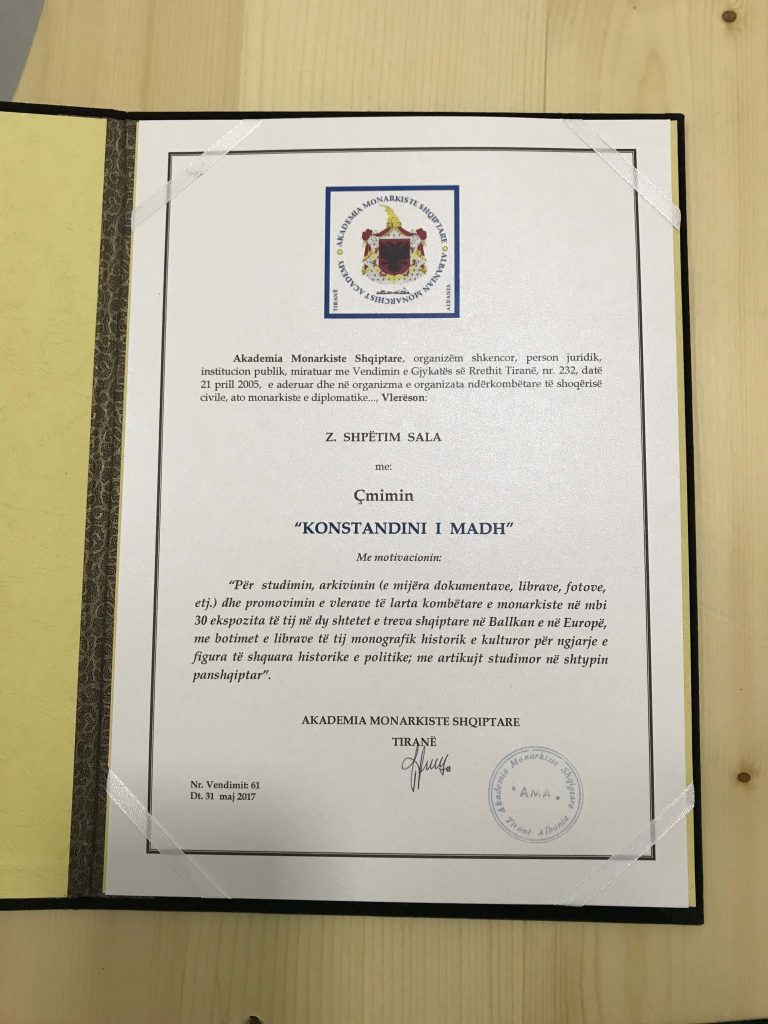 AKADEMIA MONARKISTE SHQIPTARE
ALBANIAN MONARCHIST ACADEMY
TIRANË
ALBANIA
Akademia Monarkiste Shqiptare, organizëm shkencor, person juridik,
institucion publik, miratuar me Vendimin e Gjykatës së Rrethit Tiranë, nr. 232, datë
21 prill 2005, e aderuar dhe në organizma e organizata ndërkombëtare të shoqërisë
civile, ato monarkiste e diplomatike..., Vlerëson:
Z. SHPËTIM SALA
me:
Çmimin
“KONSTANDINI I MADH”
Me motivacionin:
“Për studimin, arkivimin (e mijëra dokumentave, librave, fotove,
etj.) dhe promovimin e vlerave të larta kombëtare e monarkiste në mbi
30 ekspozita të tij në dy shtetet e treva shqiptare në Ballkan e në Europë,
me botimet e librave të tij monografik historik e kulturor për ngjarje e
figura të shquara historike e politike; me artikujt studimor në shtypin
panshqiptar”.
AKADEMIA MONARKISTE SHQIPTARE
TIRANË
Nr. Vendimit: 61
Dt. 31 maj 2017
Akademia Monarkiste Shqiptare
* A.M.A. *
Tiranë Albania